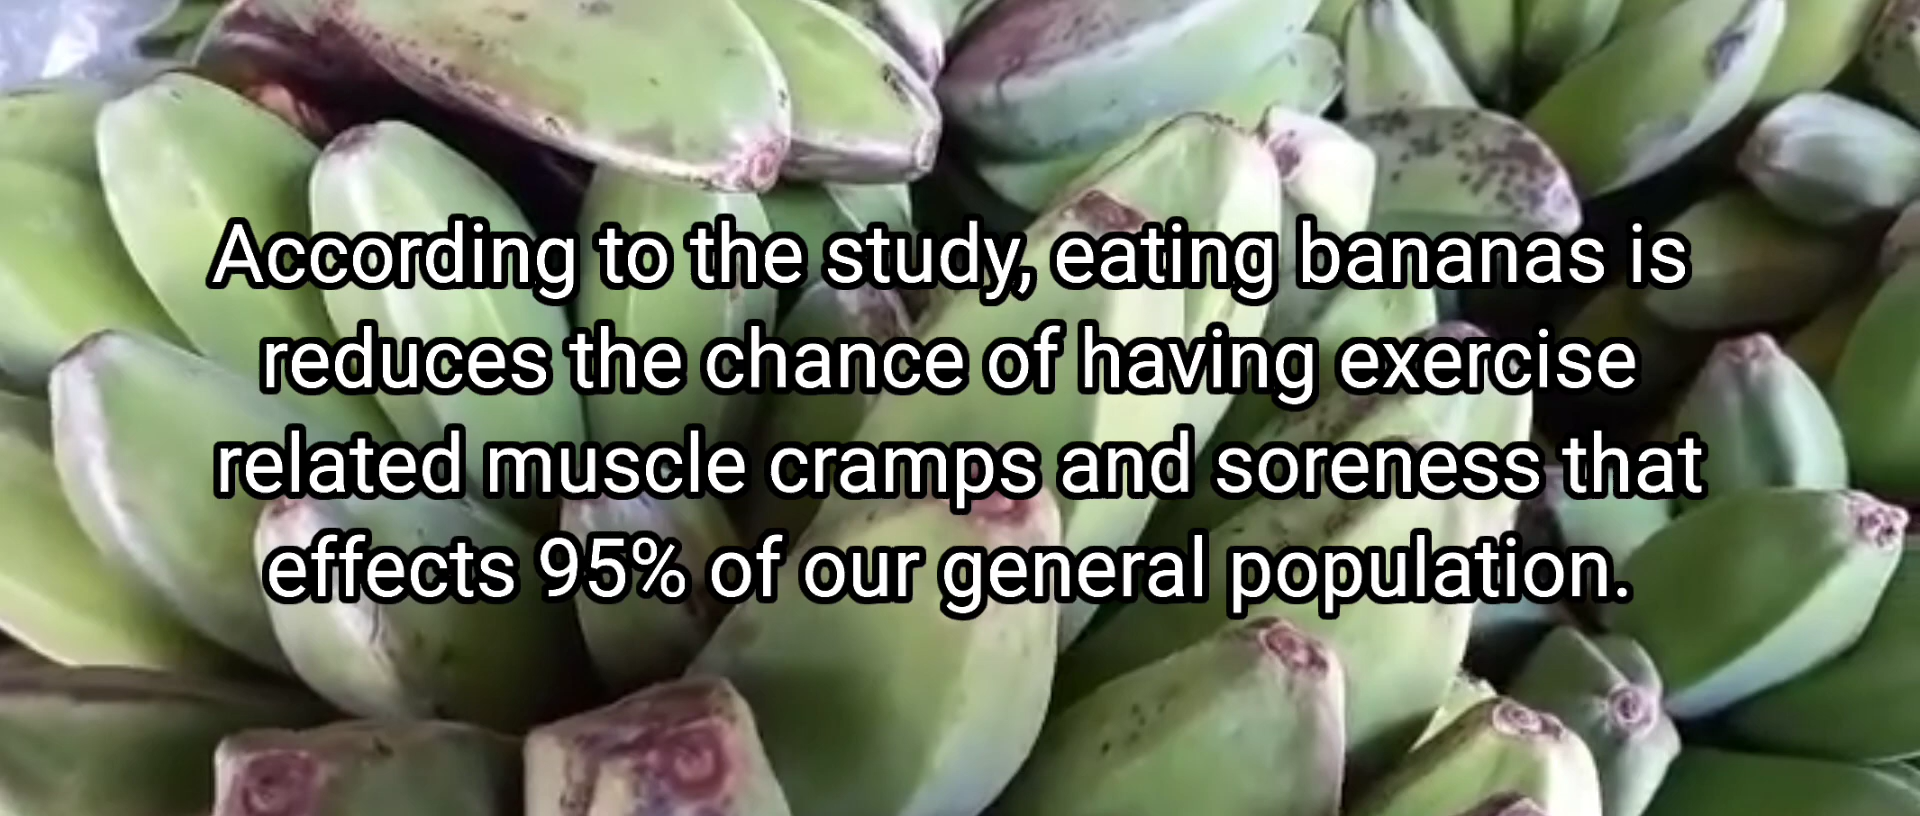 According to the study, eating bananas is
reduces the chance of having exercise
related muscle cramps and soreness that
effects 95% of our general population.